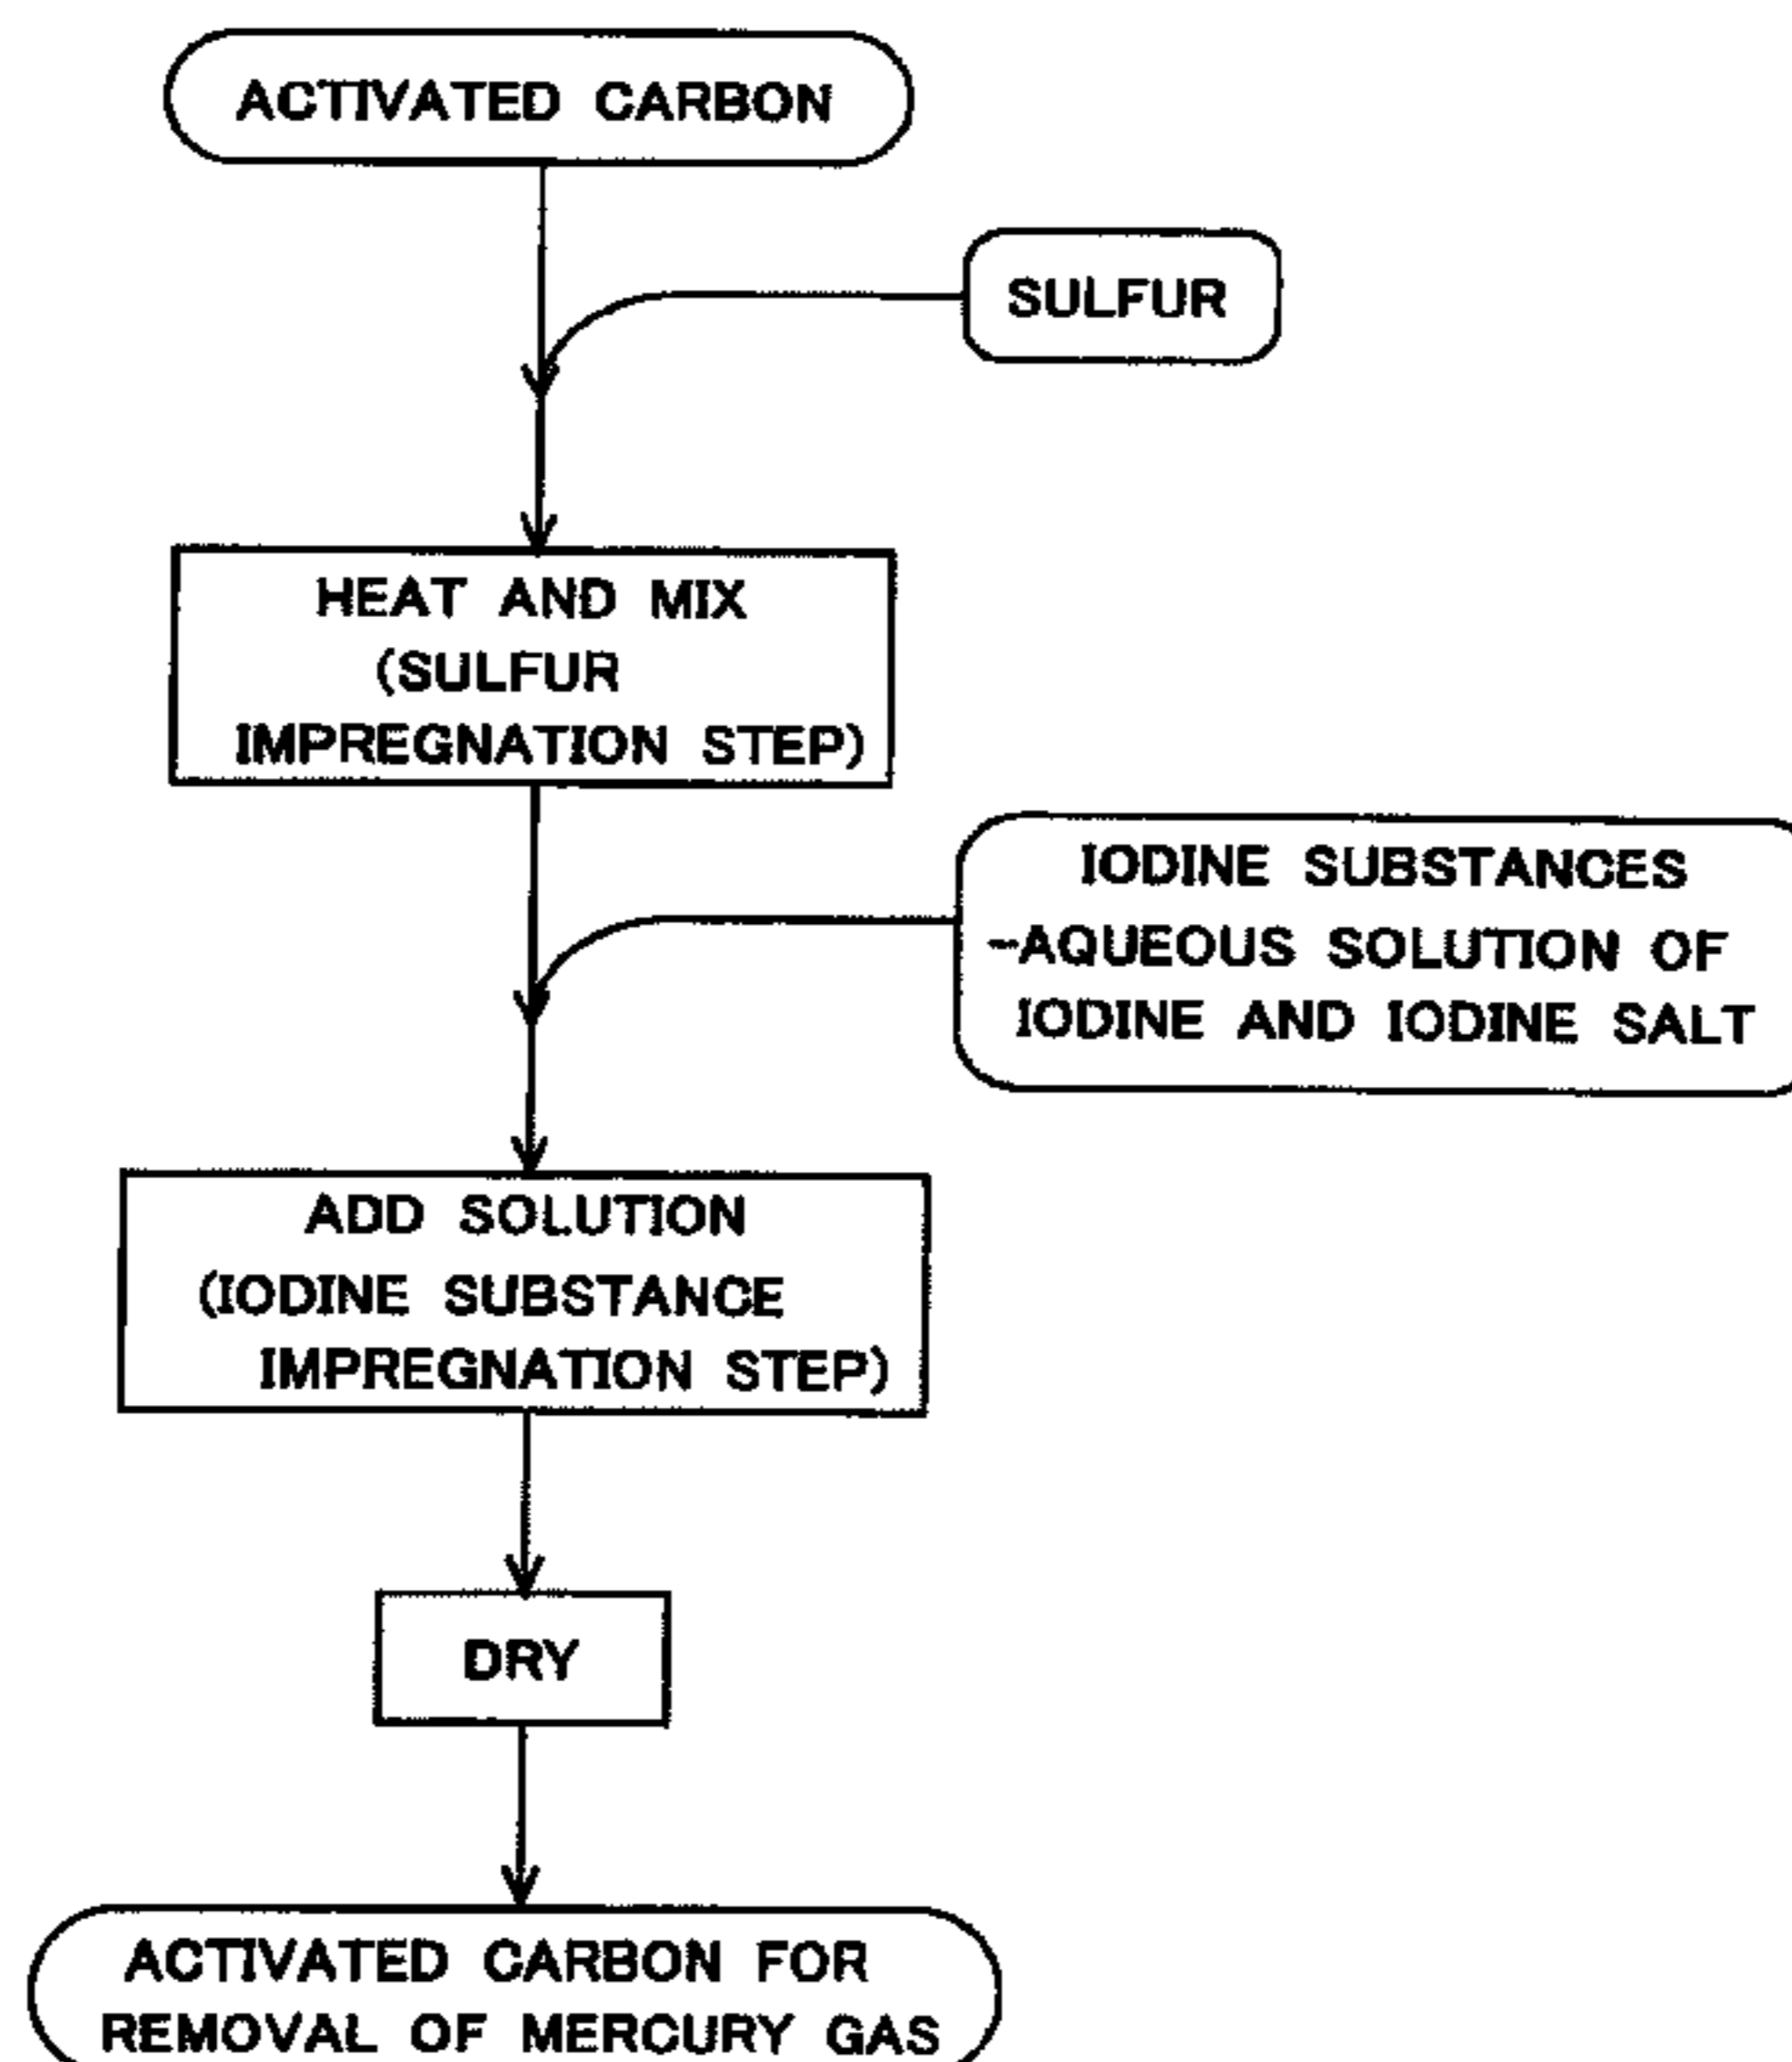 ACTIVATED CARBON
SULFUR
HEAT AND MIX
(SULFUR
IMPREGNATION STEP)
IODINE SUBSTANCES
-AQUEOUS SOLUTION OF
IODINE AND IODINE SALT
ADD SOLUTION
(IODINE SUBSTANCE
IMPREGNATION STEP)
DRY
ACTIVATED CARBON FOR
REMOVAL OF MERCURY GAS